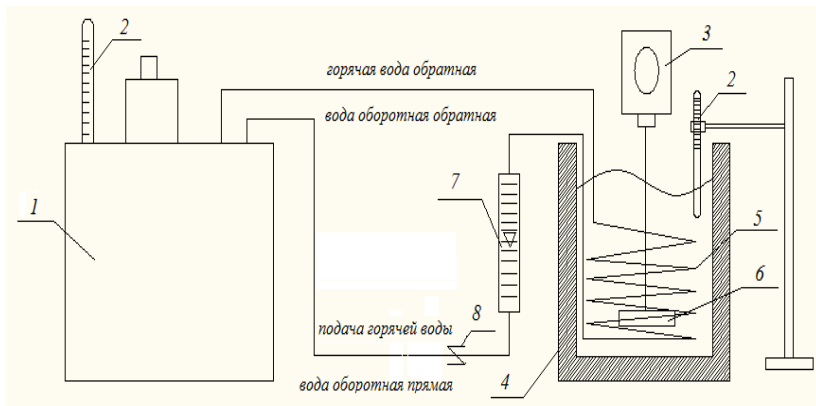 2
3
горячая вода обратная
2
вода оборотная обратная
7
1
5
6
подача горячей воды
8
вода оборотная прямая
4